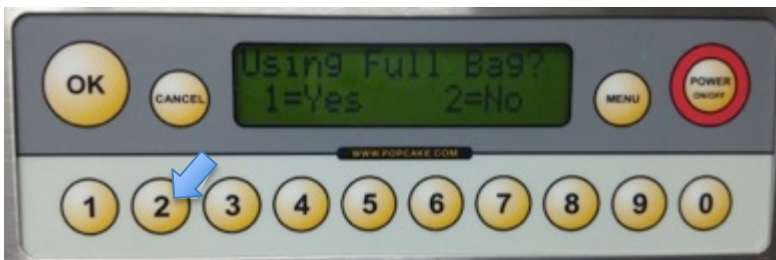 OK
CANCEL
Using Full Bag?
1=Yes 2=No
MENU
POWER
ON/OFF
WWW.POPCAKE.COM
1 2 3 4 5 6 7 8 9 0